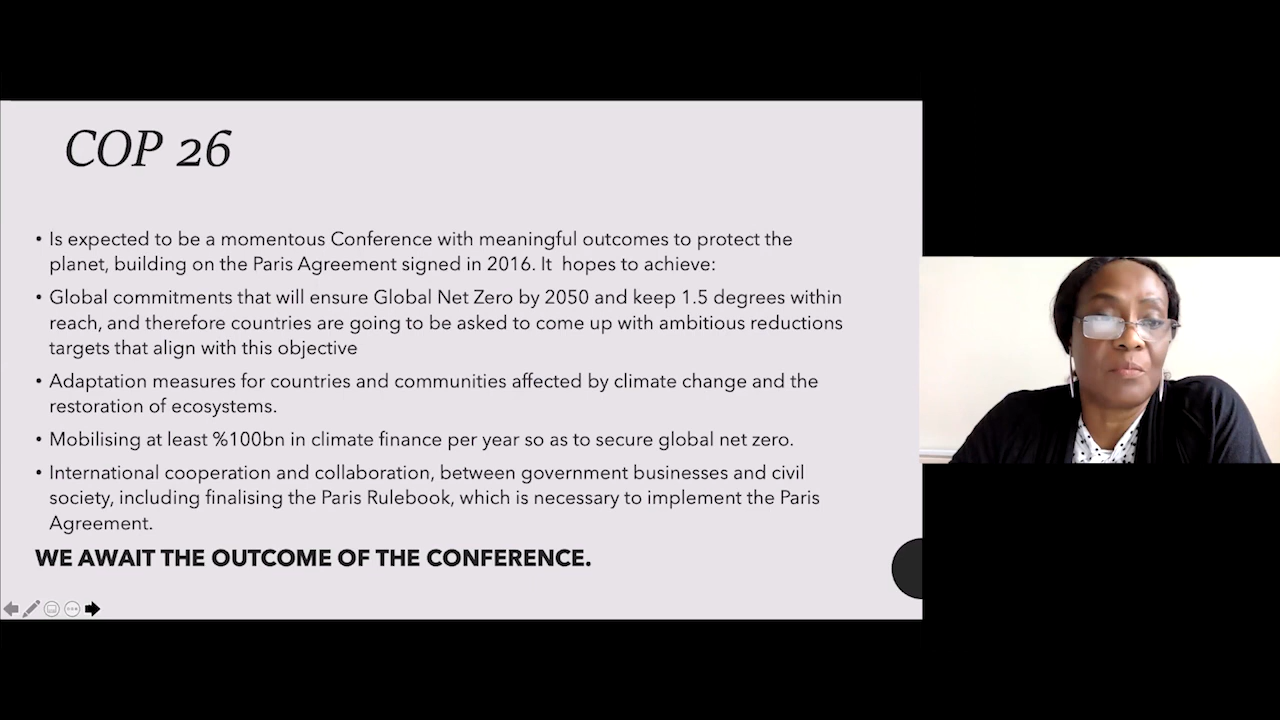 COP 26
• Is expected to be a momentous Conference with meaningful outcomes to protect the
planet, building on the Paris Agreement signed in 2016. It  hopes to achieve:
• Global commitments that will ensure Global Net Zero by 2050 and keep 1.5 degrees within
reach, and therefore countries are going to be asked to come up with ambitious reductions
targets that align with this objective
• Adaptation measures for countries and communities affected by climate change and the
restoration of ecosystems.
• Mobilising at least %100bn in climate finance per year so as to secure global net zero.
• International cooperation and collaboration, between government businesses and civil
society, including finalising the Paris Rulebook, which is necessary to implement the Paris
Agreement.
WE AWAIT THE OUTCOME OF THE CONFERENCE.